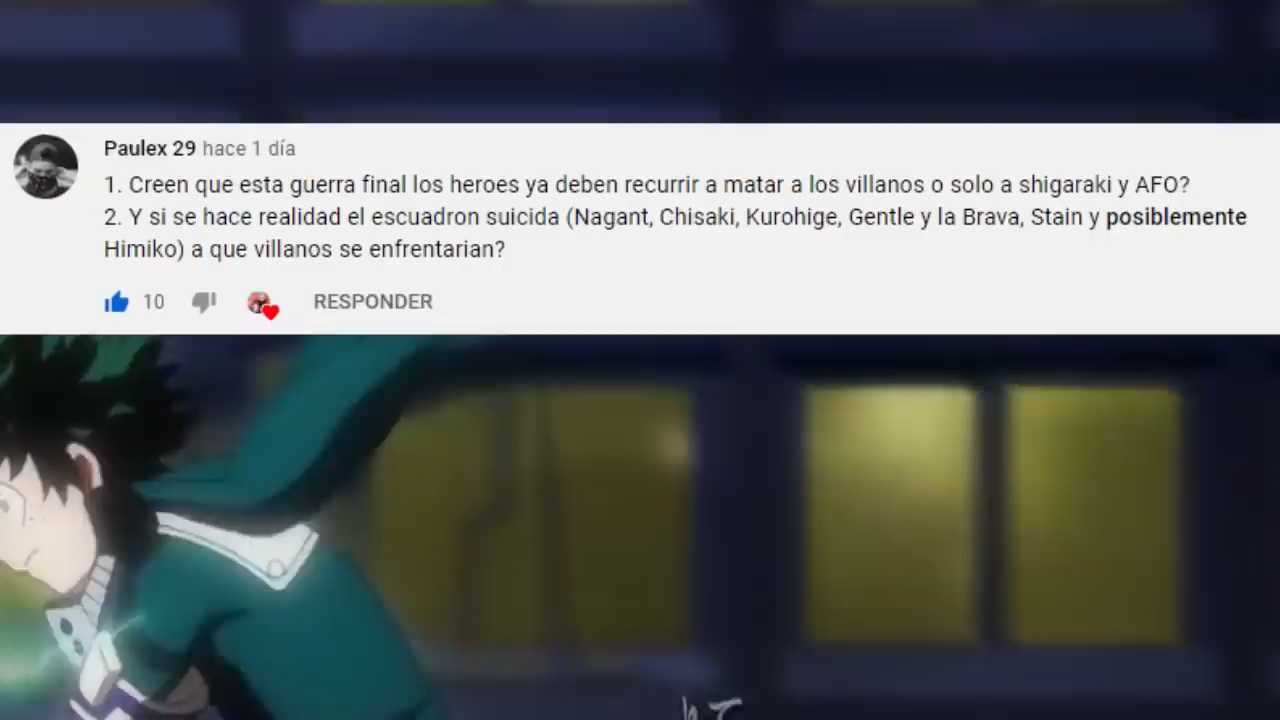 Paulex 29 hace 1 día
1. Creen que esta guerra final los heroes ya deben recurrir a matar a los villanos o solo a shigaraki y AFO?
2. Y si se hace realidad el escuadron suicida (Nagant, Chisaki, Kurohige, Gentle y la Brava, Stain y posiblemente
Himiko) a que villanos se enfrentarian?
10 RESPONDER